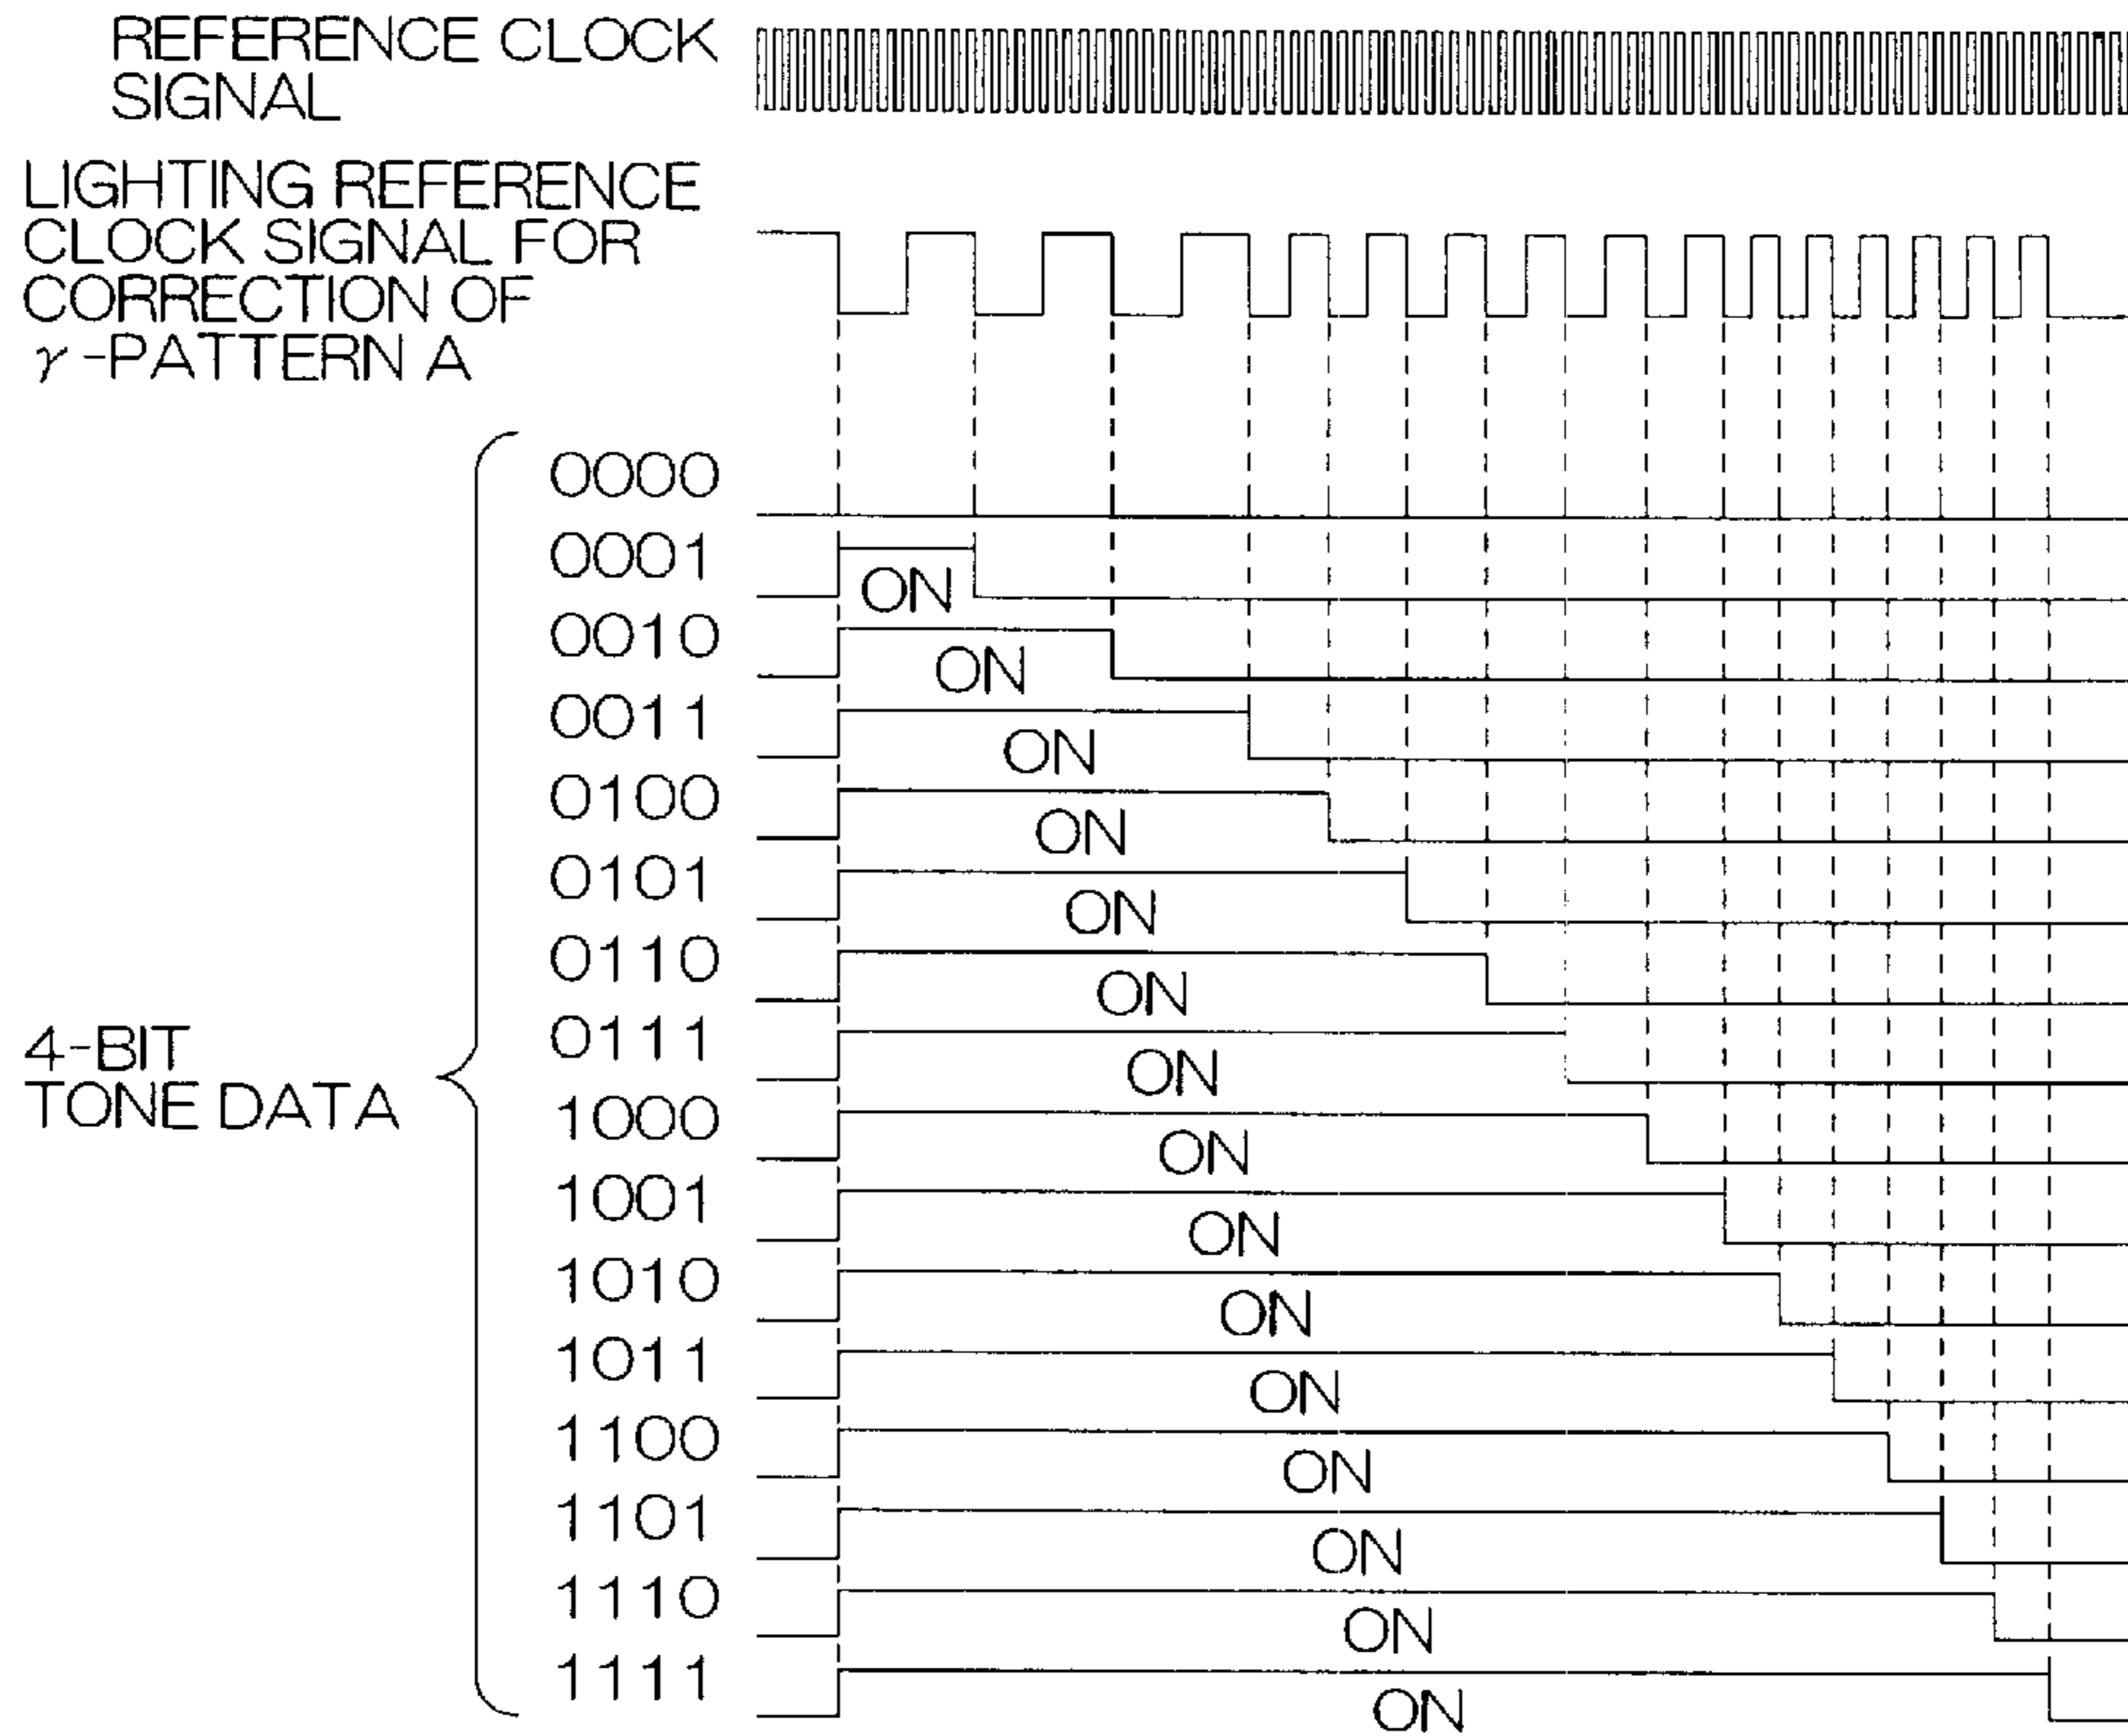 REFERENCE CLOCK
SIGNAL
LIGHTING REFERENCE
CLOCK SIGNAL FOR
CORRECTION OF
γ-PATTERN A
0000
0001
ON
0010
ON
0011
ON
0100
ON
0101
ON
0110
ON
4-BIT
TONE DATA
0111
ON
1000
ON
1001
ON
1010
ON
1011
ON
1100
ON
1101
ON
1110
ON
1111
ON